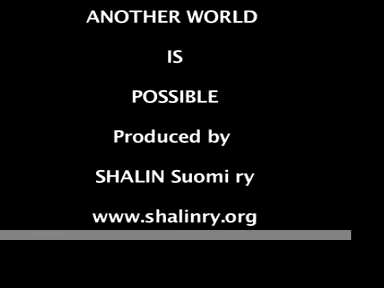 ANOTHER WORLD
IS
POSSIBLE
Produced by
SHALIN Suomi ry
www.shalinry.org